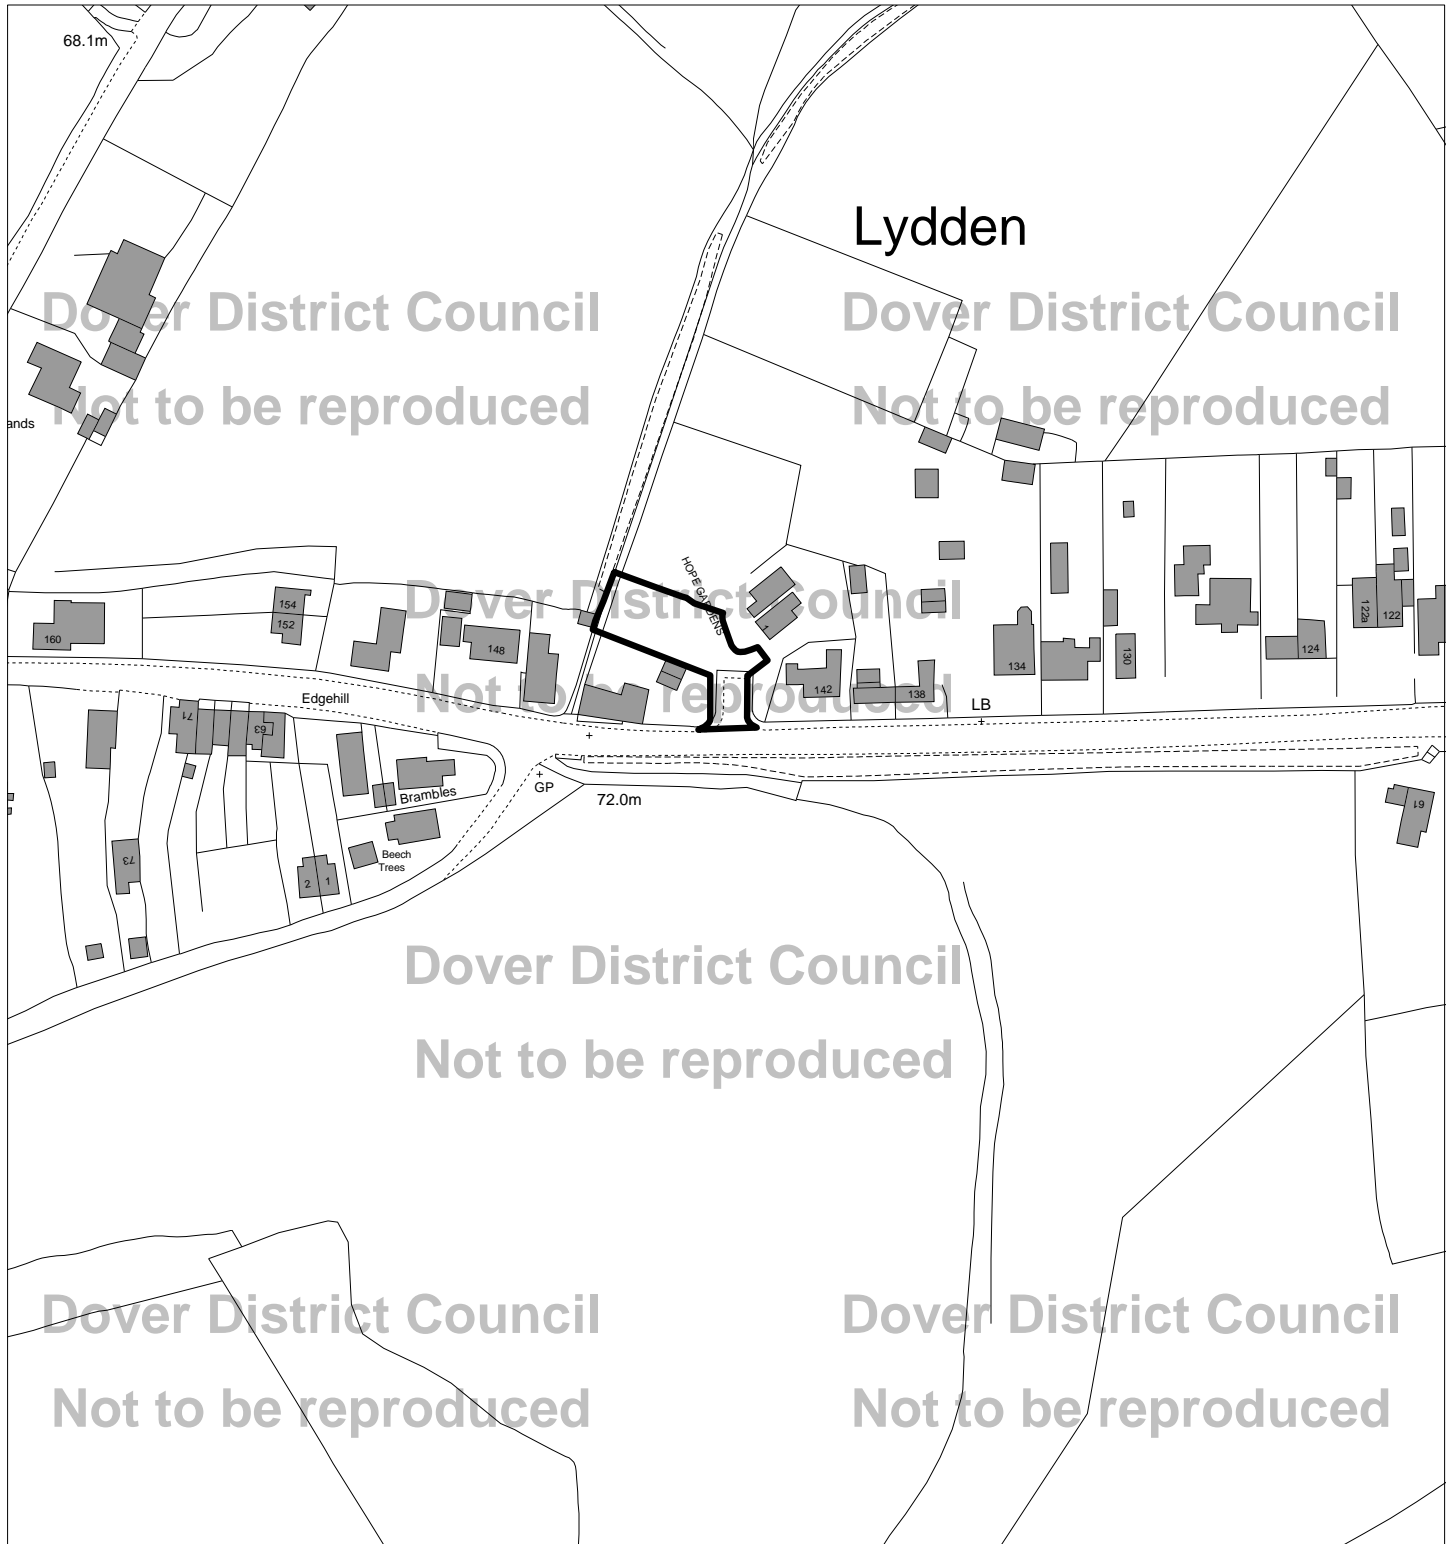 68.1m
Lydden
Dover District Council
Dover District Council
Not to be reproduced
Not to be reproduced
ands
HOPE GARDENS
Dover District Council
Not to be reproduced
154
152
160
148
1
142
138
134
130
124
122a
122
LB
Edgehill
71
63
GP
72.0m
Brambles
Beech
Trees
73
2
1
61
Dover District Council
Not to be reproduced
Dover District Council
Dover District Council
Not to be reproduced
Not to be reproduced